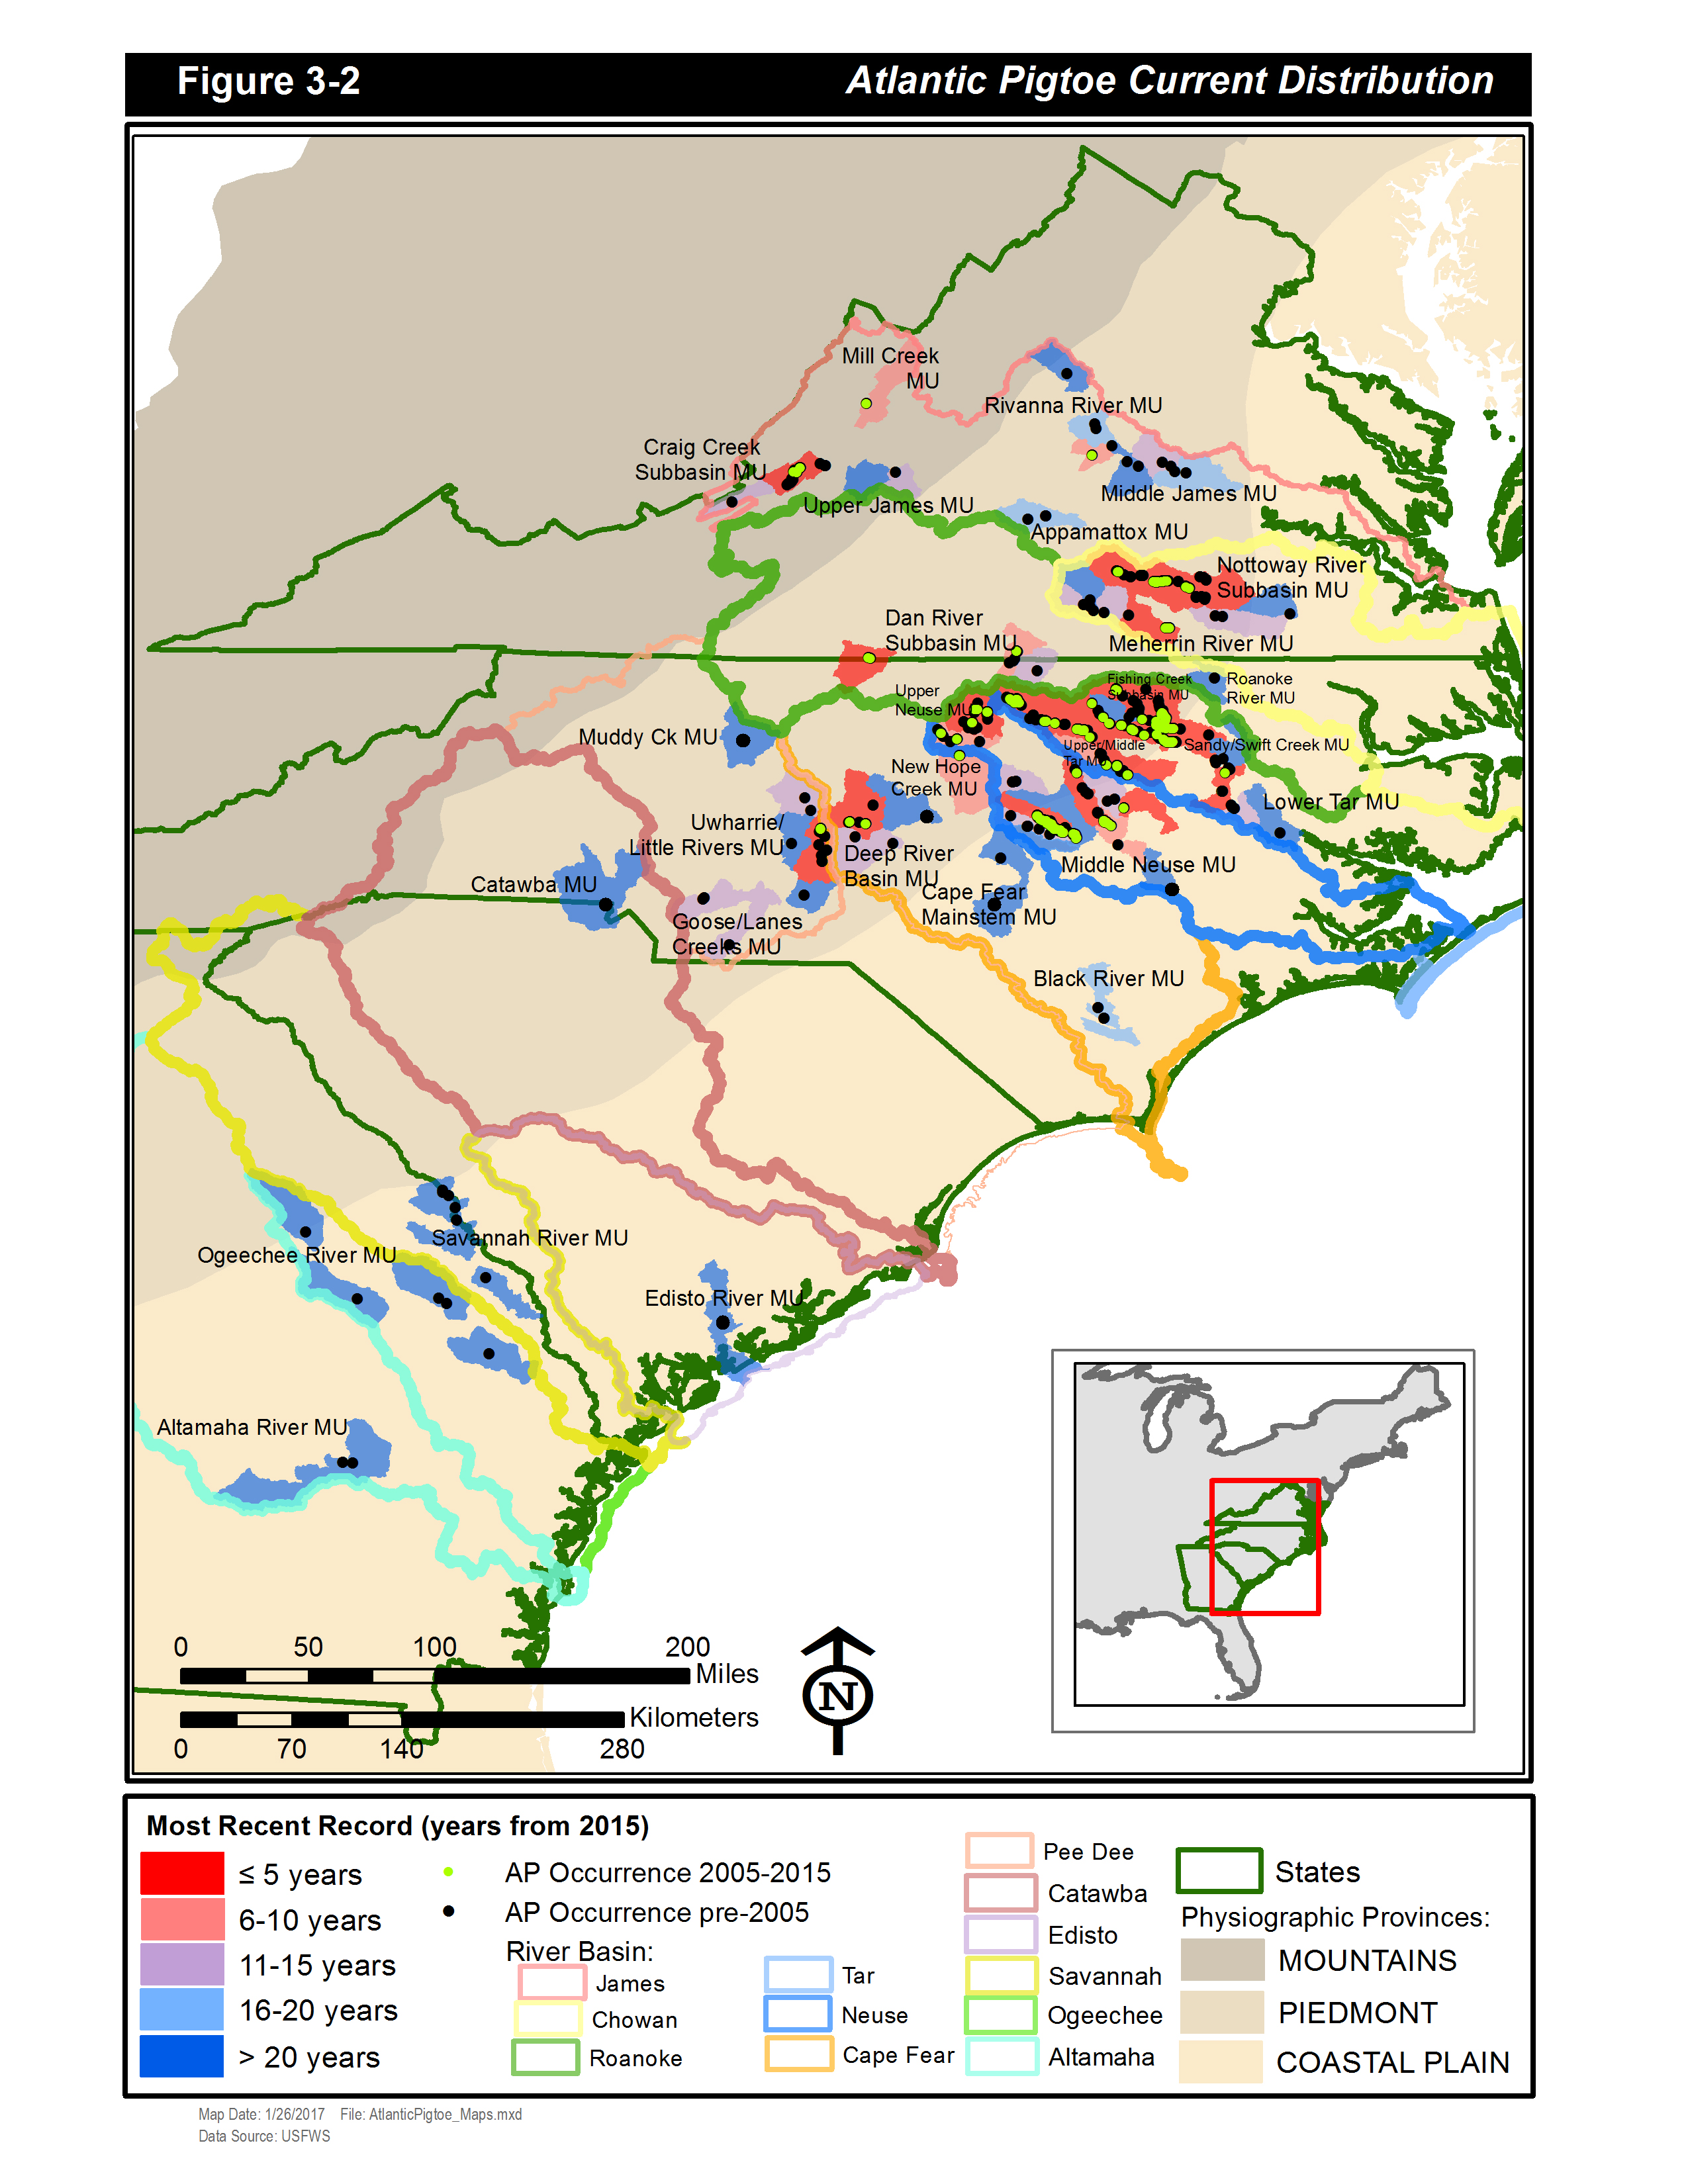 Figure 3-2
Atlantic Pigtoe Current Distribution
Mill Creek
MU
Rivanna River MU
Craig Creek
Subbasin MU
Middle James MU
Upper James MU
Appamattox MU
Nottoway River
Subbasin MU
Dan River
Subbasin MU
Meherrin River MU
Fishing Creek
Subbasin MU
Roanoke
River MU
Upper
Neuse MU
Muddy Ck MU
Upper/Middle
Tar MU
Sandy/Swift Creek MU
New Hope
Creek MU
Lower Tar MU
Uwharrie/
Little Rivers MU
Deep River
Basin MU
Middle Neuse MU
Catawba MU
Cape Fear
Mainstem MU
Goose/Lanes
Creeks MU
Black River MU
Savannah River MU
Ogeechee River MU
Edisto River MU
Altamaha River MU
0 50 100 200
Miles
Kilometers
0 70 140 280
N
Most Recent Record (years from 2015)
≤ 5 years
6-10 years
11-15 years
16-20 years
> 20 years
AP Occurrence 2005-2015
AP Occurrence pre-2005
River Basin:
James
Chowan
Roanoke
Tar
Neuse
Cape Fear
Pee Dee
Catawba
Edisto
Savannah
Ogeechee
Altamaha
States
Physiographic Provinces:
MOUNTAINS
PIEDMONT
COASTAL PLAIN
Map Date: 1/26/2017 File: AtlanticPigtoe_Maps.mxd
Data Source: USFWS